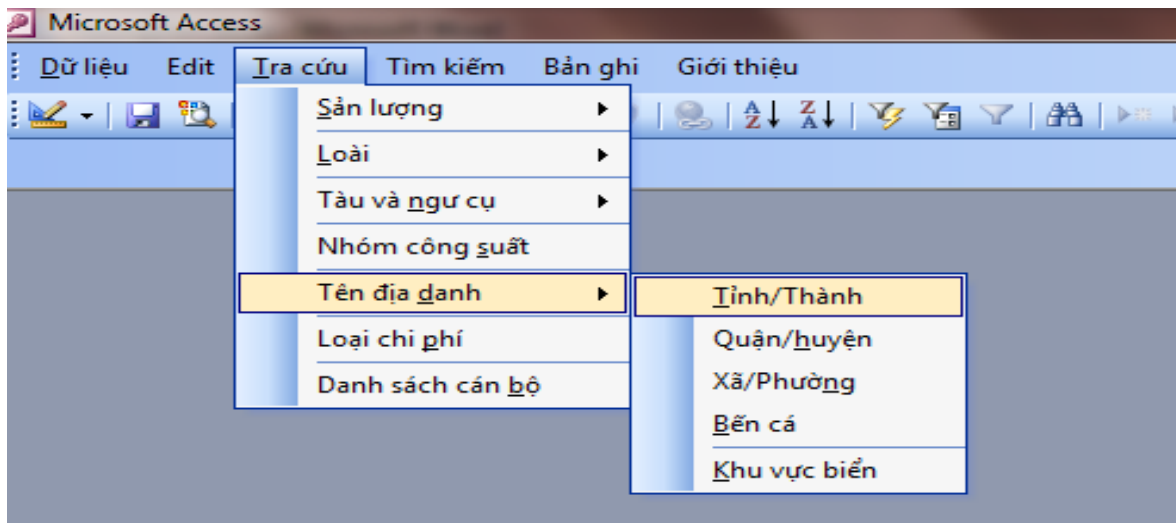 Microsoft Access
Dữ liệu Edit Tra cứu Tìm kiếm Bản ghi Giới thiệu
Sản lượng
Loài
Tàu và ngư cụ
Nhóm công suất
Tên địa danh
Loại chi phí
Danh sách cán bộ
Tỉnh/Thành
Quận/huyện
Xã/Phường
Bến cá
Khu vực biển